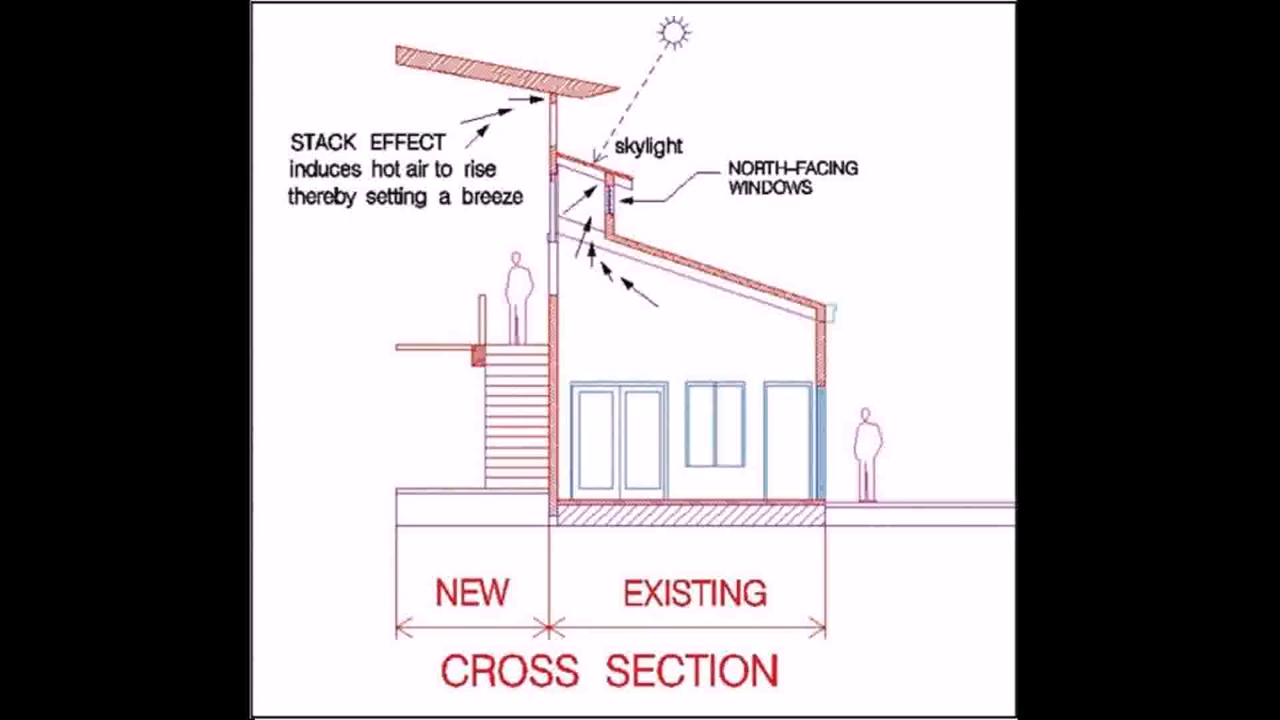 STACK EFFECT
induces hot air to rise
thereby setting a breeze
skylight
NORTH-FACING
WINDOWS
NEW
EXISTING
CROSS SECTION